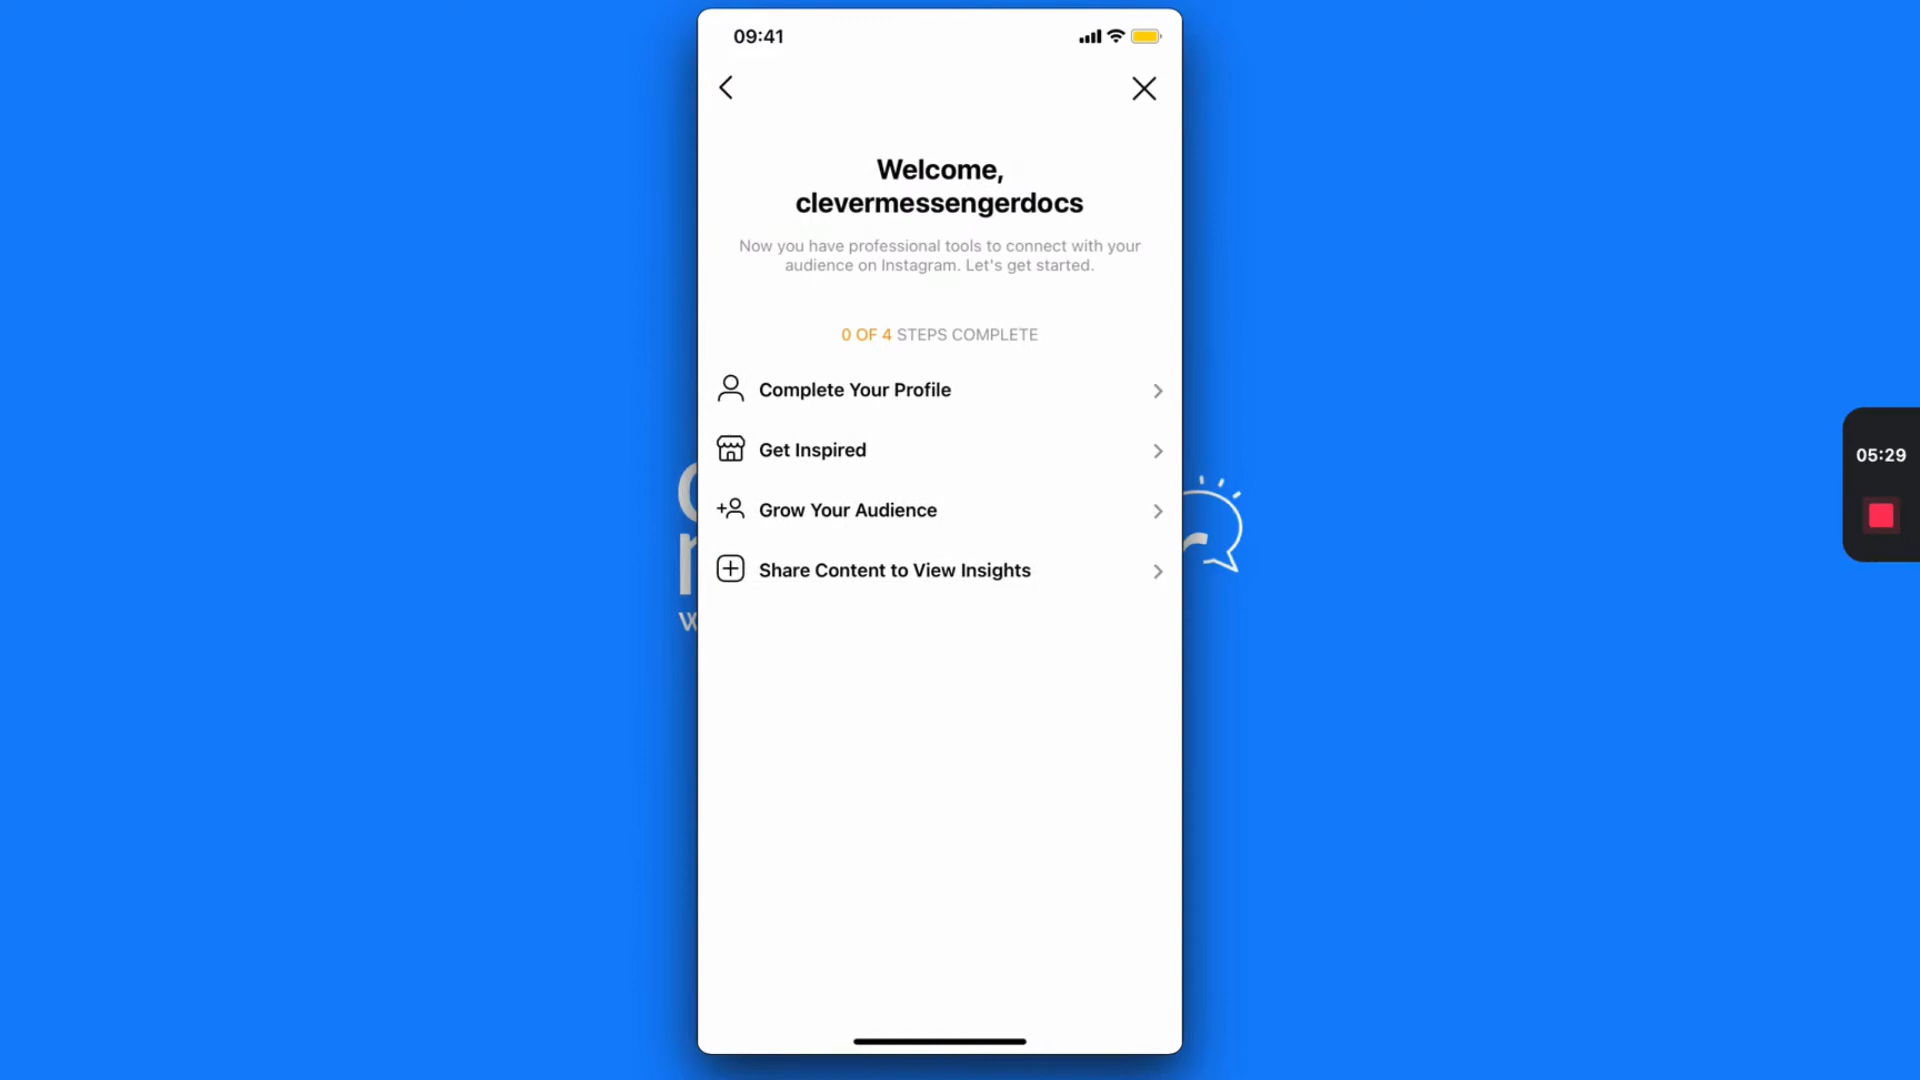 09:41
Welcome,
clevermessengerdocs
Now you have professional tools to connect with your
audience on Instagram. Let's get started.
0 OF 4 STEPS COMPLETE
Complete Your Profile
Get Inspired
Grow Your Audience
Share Content to View Insights
05:29